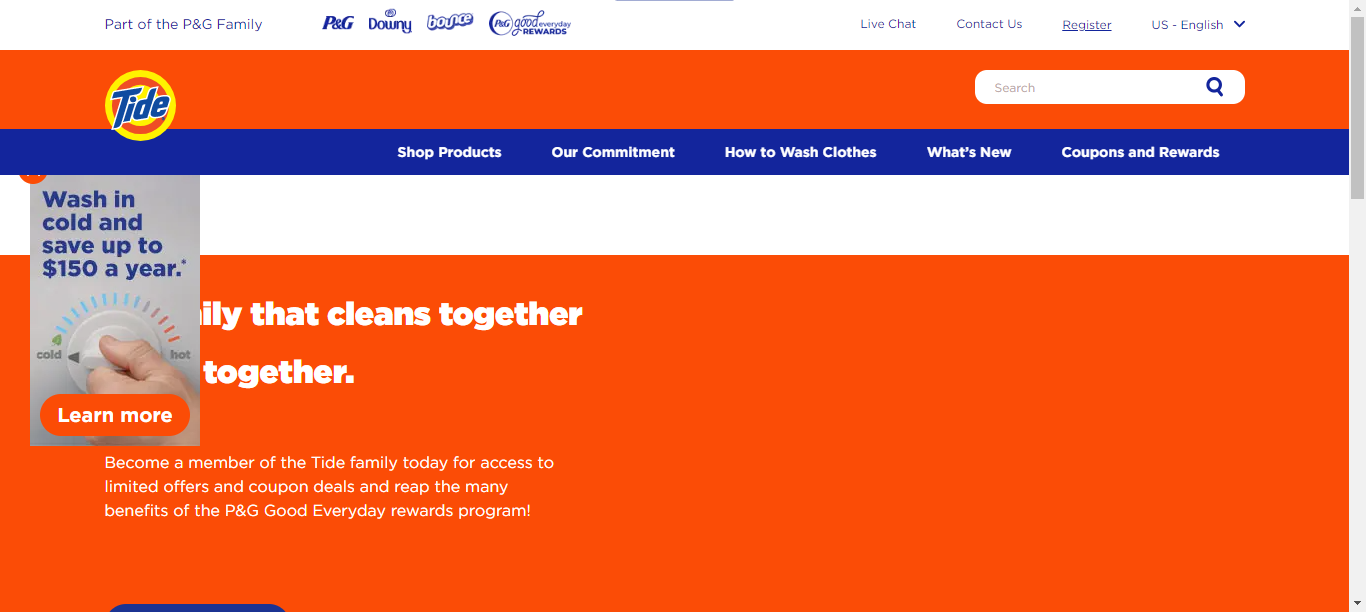 Part of the P&G Family
P&G
Downy
bounce
P&G good everyday
REWARDS
Live Chat
Contact Us
Register
US - English
Tide
Search
Shop Products
Our Commitment
How to Wash Clothes
What's New
Coupons and Rewards
Wash in
cold and
save up to
$150 a year.*
cold
hot
Learn more
ily that cleans together
together.
Become a member of the Tide family today for access to
limited offers and coupon deals and reap the many
benefits of the P&G Good Everyday rewards program!